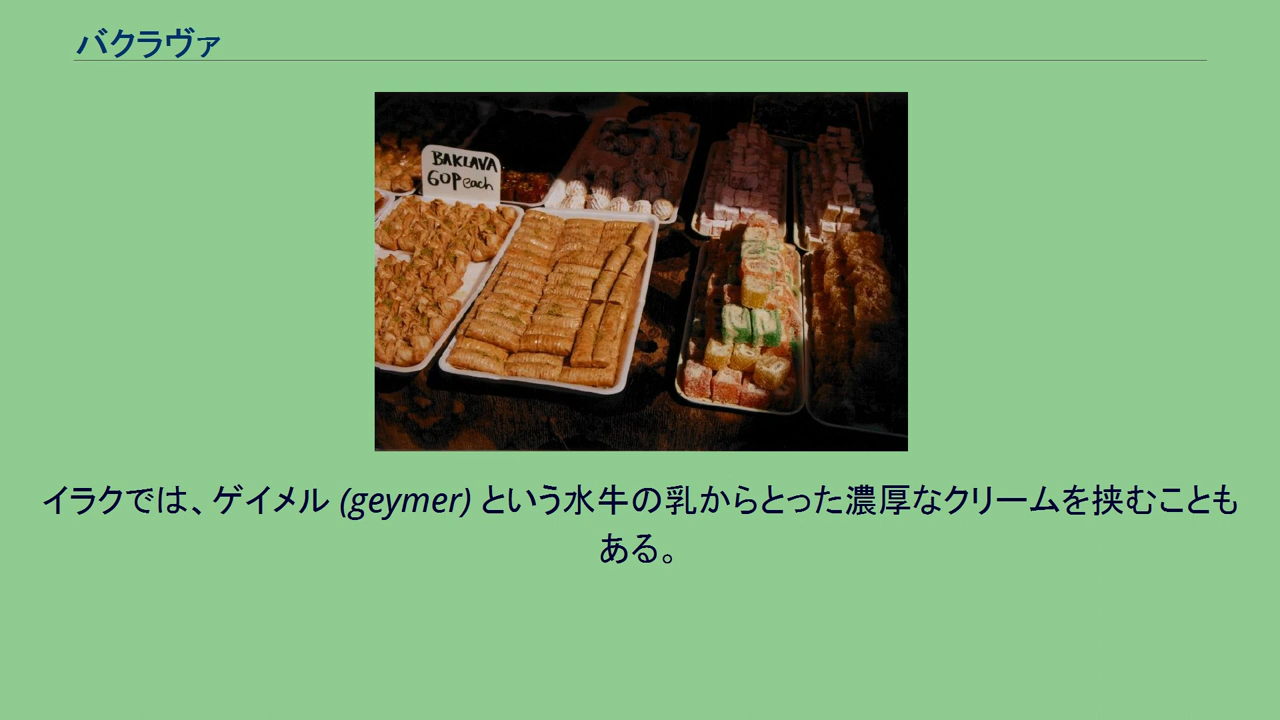 バクラヴァ
BAKLAVA
60P each
イラクでは、ゲイメル (geymer) という水牛の乳からとった濃厚なクリームを挟むことも
ある。